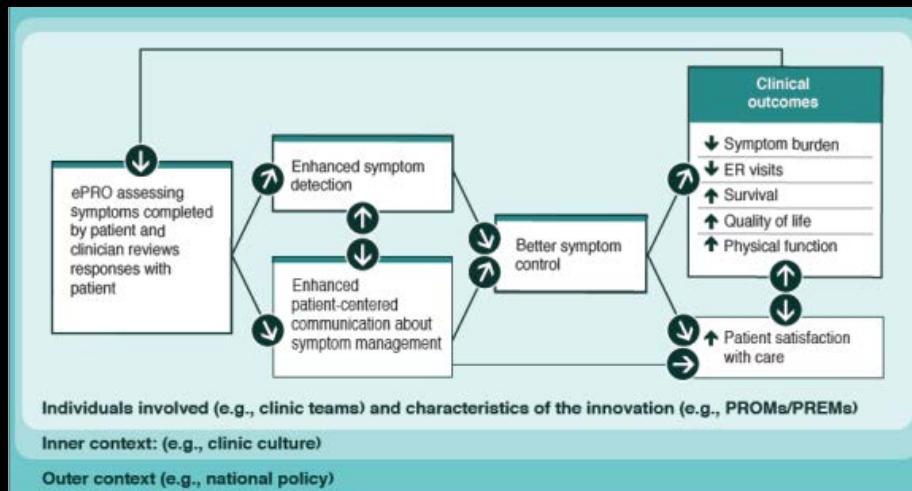 Clinical
outcomes
Symptom burden
ER visits
Survival
Quality of life
Physical function
ePRO assessing
symptoms completed
by patient and
clinician reviews
responses with
patient
Enhanced symptom
detection
Enhanced
patient-centered
communication about
symptom management
Better symptom
control
Patient satisfaction
with care
Individuals involved (e.g., clinic teams) and characteristics of the innovation (e.g., PROMs/PREMs)
Inner context: (e.g., clinic culture)
Outer context (e.g., national policy)